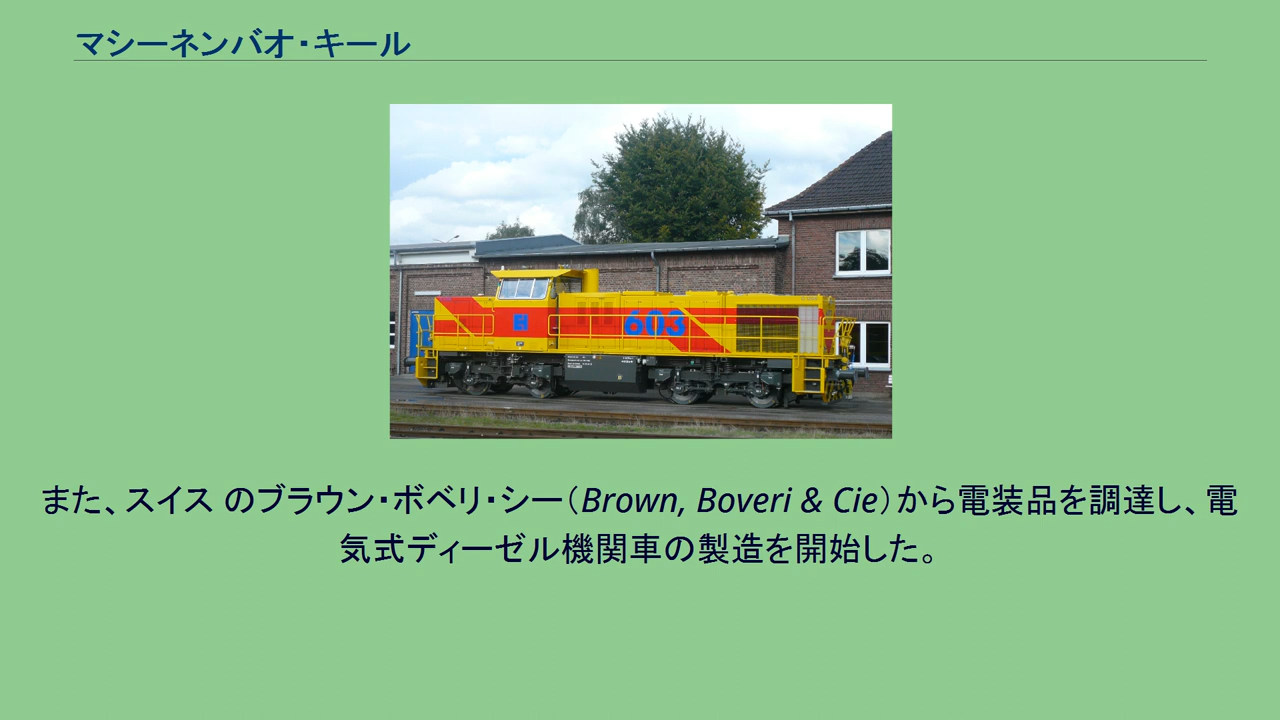 マシーネンバオ・キール
EH
603
また、スイス のブラウン・ボベリ・シー（Brown, Boveri & Cie）から電装品を調達し、電
気式ディーゼル機関車の製造を開始した。